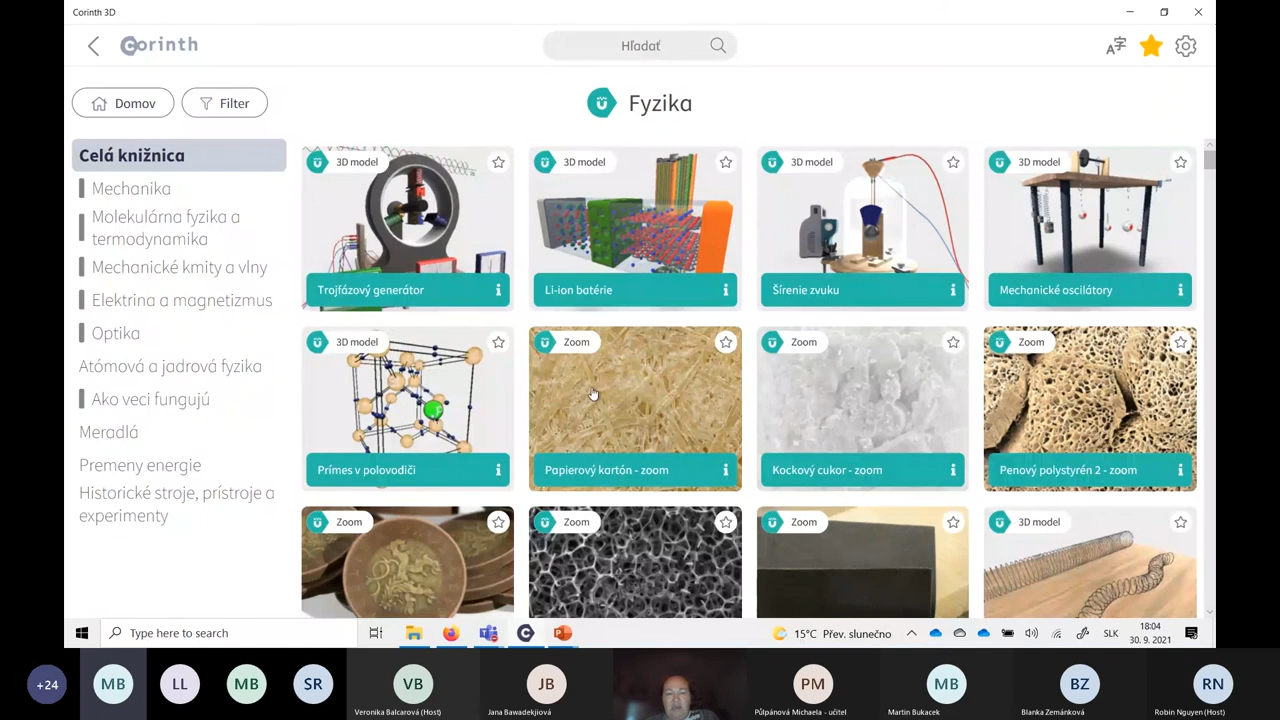 Corinth 3D
Corinth
Hľadať
Domov
Filter
Fyzika
Celá knižnica
Mechanika
Molekulárna fyzika a
termodynamika
Mechanické kmity a vlny
Elektrina a magnetizmus
Optika
Atómová a jadrová fyzika
Ako veci fungujú
Meradlá
Premeny energie
Historické stroje, prístroje a
experimenty
3D model
3D model
3D model
3D model
Trojfázový generátor
Li-ion batérie
Šírenie zvuku
Mechanické oscilátory
3D model
Zoom
Zoom
Zoom
Prímes v polovodiči
Papierový kartón - zoom
Kockový cukor - zoom
Penový polystyrén 2 - zoom
Zoom
Zoom
Zoom
3D model
Type here to search
15°C Přev. slunečno
SLK
18:04
30. 9. 2021
+24
MB
LL
MB
SR
VB
JB
PM
MB
BZ
RN
Veronika Balcarová (Host)
Jana Bawadekjiová
Půlpánová Michaela - učitel
Martin Bukacek
Blanka Zemánková
Robin Nguyen (Host)